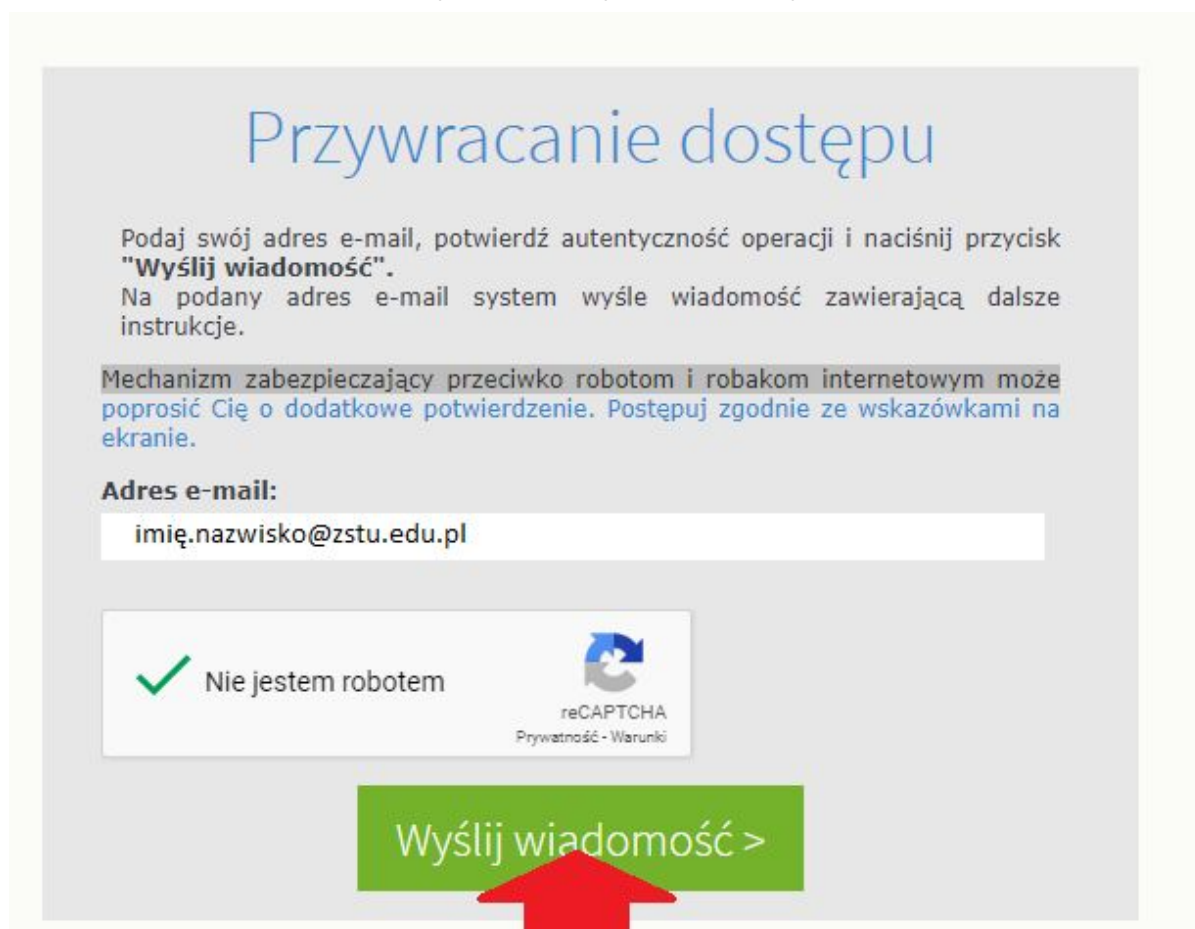 Przywracanie dostępu
Podaj swój adres e-mail, potwierdź autentyczność operacji i naciśnij przycisk
"Wyślij wiadomość".
Na podany adres e-mail system wyśle wiadomość zawierającą dalsze
instrukcje.
Mechanizm zabezpieczający przeciwko robotom i robakom internetowym może
poprosić Cię o dodatkowe potwierdzenie. Postępuj zgodnie ze wskazówkami na
ekranie.
Adres e-mail:
imię.nazwisko@zstu.edu.pl
Nie jestem robotem
reCAPTCHA
Prywatność - Warunki
Wyślij wiadomość >